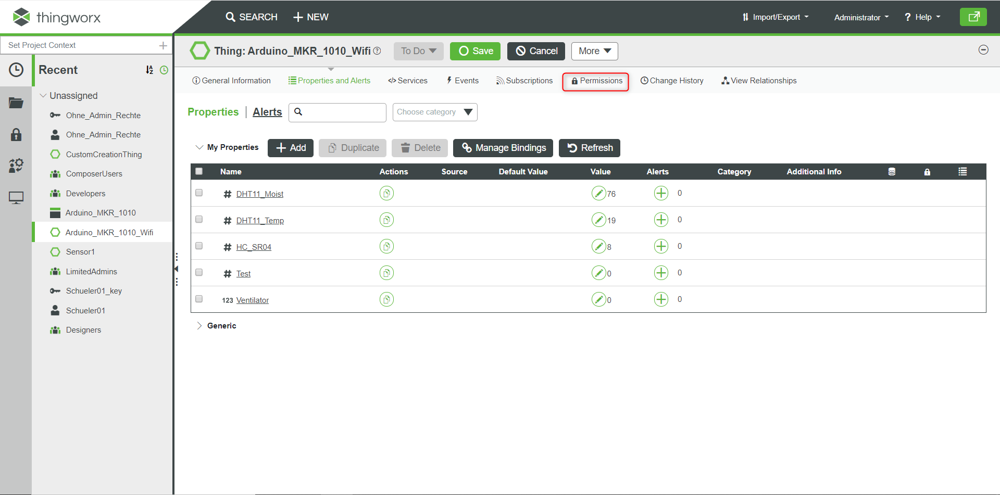 thingworx
SEARCH
NEW
Import/Export
Administrator
? Help
Set Project Context
Thing: Arduino_MKR_1010_Wifi
To Do
Save
Cancel
More
Recent
A
Z
General Information
Properties and Alerts
</> Services
Events
Subscriptions
Permissions
Change History
View Relationships
Unassigned
Ohne_Admin_Rechte
Ohne_Admin_Rechte
CustomCreationThing
ComposerUsers
Developers
Arduino_MKR_1010
Arduino_MKR_1010_Wifi
Sensor1
LimitedAdmins
Schueler01_key
Schueler01
Designers
Properties | Alerts
Choose category
My Properties
Add
Duplicate
Delete
Manage Bindings
Refresh
Name Actions Source Default Value Value Alerts Category Additional Info
# DHT11_Moist 76 0
# DHT11_Temp 19 0
# HC_SR04 8 0
# Test 0 0
123 Ventilator 0 0
Generic